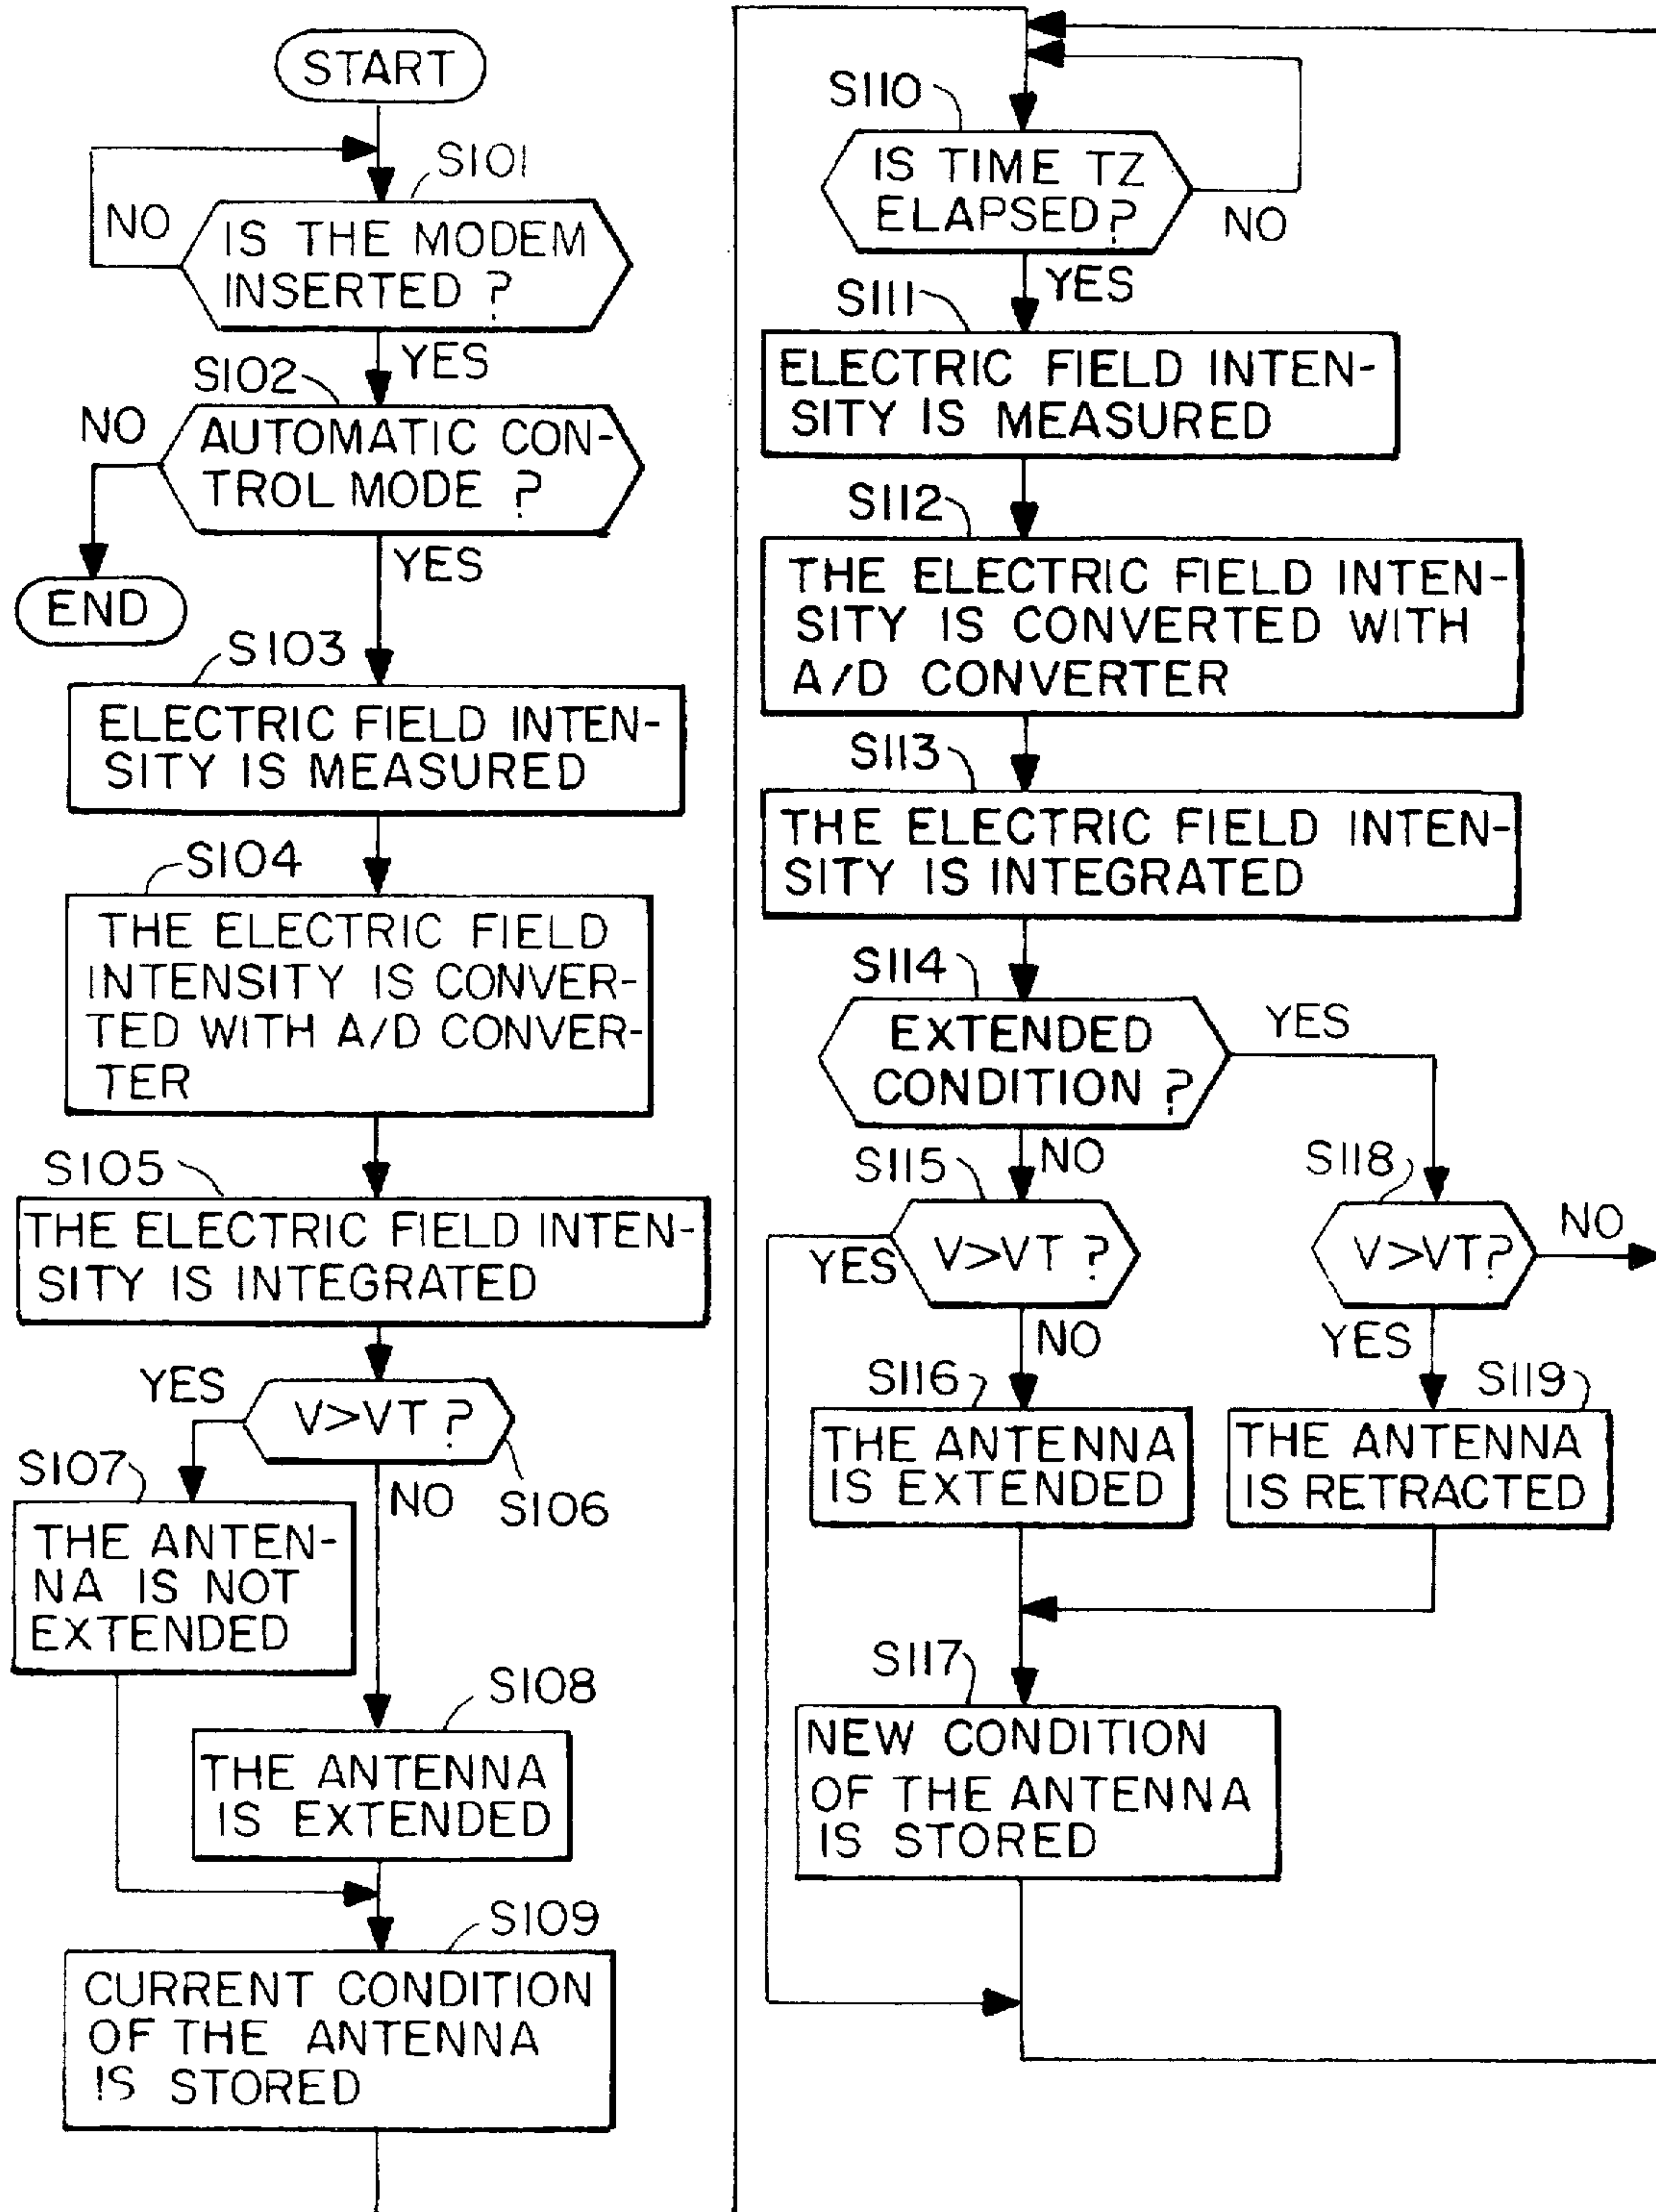 START
S101
NO
IS THE MODEM
INSERTED ?
YES
S102
NO
AUTOMATIC CON-
TROL MODE ?
YES
END
S103
ELECTRIC FIELD INTEN-
SITY IS MEASURED
S104
THE ELECTRIC FIELD
INTENSITY IS CONVER-
TED WITH A/D CONVER-
TER
S105
THE ELECTRIC FIELD INTEN-
SITY IS INTEGRATED
YES
V>VT ?
S106
NO
S107
THE ANTEN-
NA IS NOT
EXTENDED
S108
THE ANTENNA
IS EXTENDED
S109
CURRENT CONDITION
OF THE ANTENNA
IS STORED
S110
IS TIME TZ
ELAPSED ?
NO
YES
S111
ELECTRIC FIELD INTEN-
SITY IS MEASURED
S112
THE ELECTRIC FIELD INTEN-
SITY IS CONVERTED WITH
A/D CONVERTER
S113
THE ELECTRIC FIELD INTEN-
SITY IS INTEGRATED
S114
EXTENDED
CONDITION ?
YES
NO
S115
YES
V>VT ?
NO
S118
V>VT?
NO
YES
S116
THE ANTENNA
IS EXTENDED
S119
THE ANTENNA
IS RETRACTED
S117
NEW CONDITION
OF THE ANTENNA
IS STORED